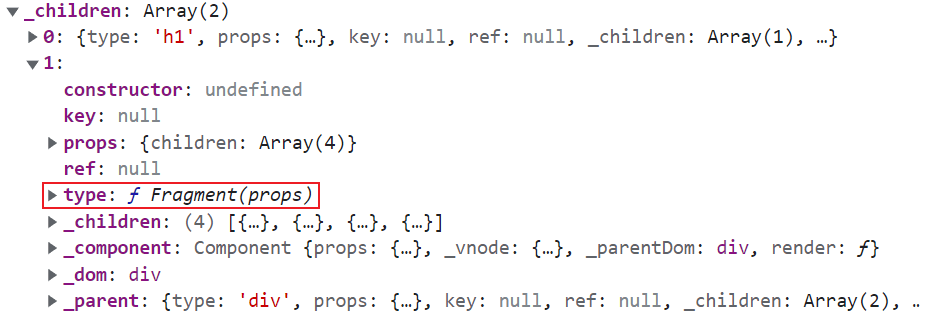 _children: Array(2)
0: {type: 'h1', props: {…}, key: null, ref: null, _children: Array(1), …}
1:
constructor: undefined
key: null
props: {children: Array(4)}
ref: null
type: ƒ Fragment(props)
_children: (4) [{…}, {…}, {…}, {…}]
_component: Component {props: {…}, _vnode: {…}, _parentDom: div, render: ƒ}
_dom: div
_parent: {type: 'div', props: {…}, key: null, ref: null, _children: Array(2), ..